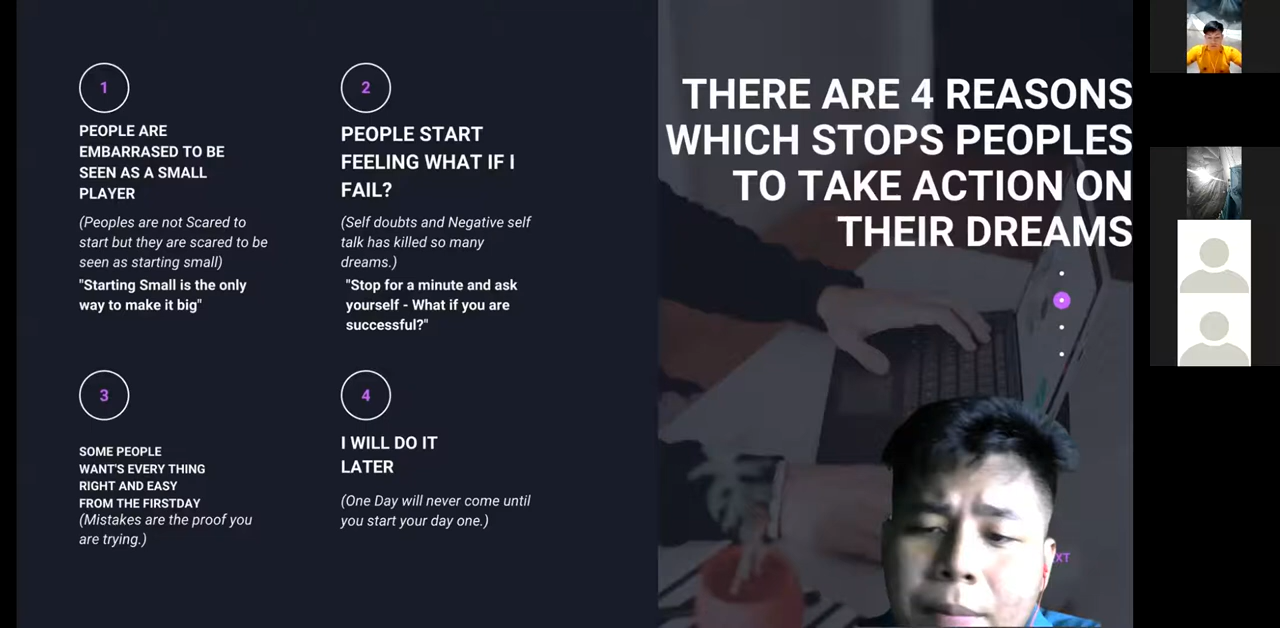 1
PEOPLE ARE
EMBARRASED TO BE
SEEN AS A SMALL
PLAYER
(Peoples are not Scared to
start but they are scared to be
seen as starting small)
"Starting Small is the only
way to make it big"
2
PEOPLE START
FEELING WHAT IF I
FAIL?
(Self doubts and Negative self
talk has killed so many
dreams.)
"Stop for a minute and ask
yourself - What if you are
successful?"
3
SOME PEOPLE
WANT'S EVERY THING
RIGHT AND EASY
FROM THE FIRSTDAY
(Mistakes are the proof you
are trying.)
4
I WILL DO IT
LATER
(One Day will never come until
you start your day one.)
THERE ARE 4 REASONS
WHICH STOPS PEOPLES
TO TAKE ACTION ON
THEIR DREAMS